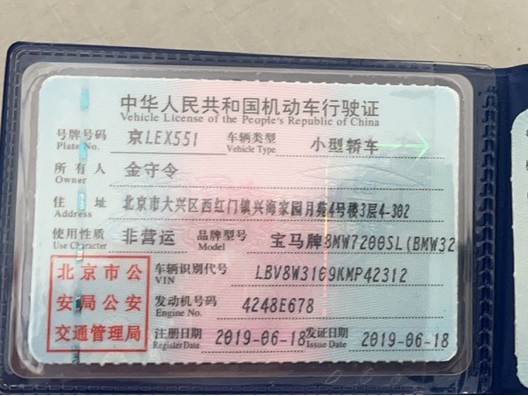 中华人民共和国机动车行驶证
Vehicle License of the People's Republic of China
号牌号码 京LEX551 车辆类型 小型轿车
Plate No. Vehicle Type
所有人 金守令
Owner
住址 北京市大兴区西红门镇兴海家园月苑4号楼3层4-302
Address
使用性质 非营运 品牌型号 宝马牌BMW7200SL(BMW32
Use Character Model
北京市公
安局公安
交通管理局
车辆识别代号 LBV8W3169KMP42312
VIN
发动机号码 4248E678
Engine No.
注册日期 2019-06-18 发证日期 2019-06-18
Register Date Issue Date